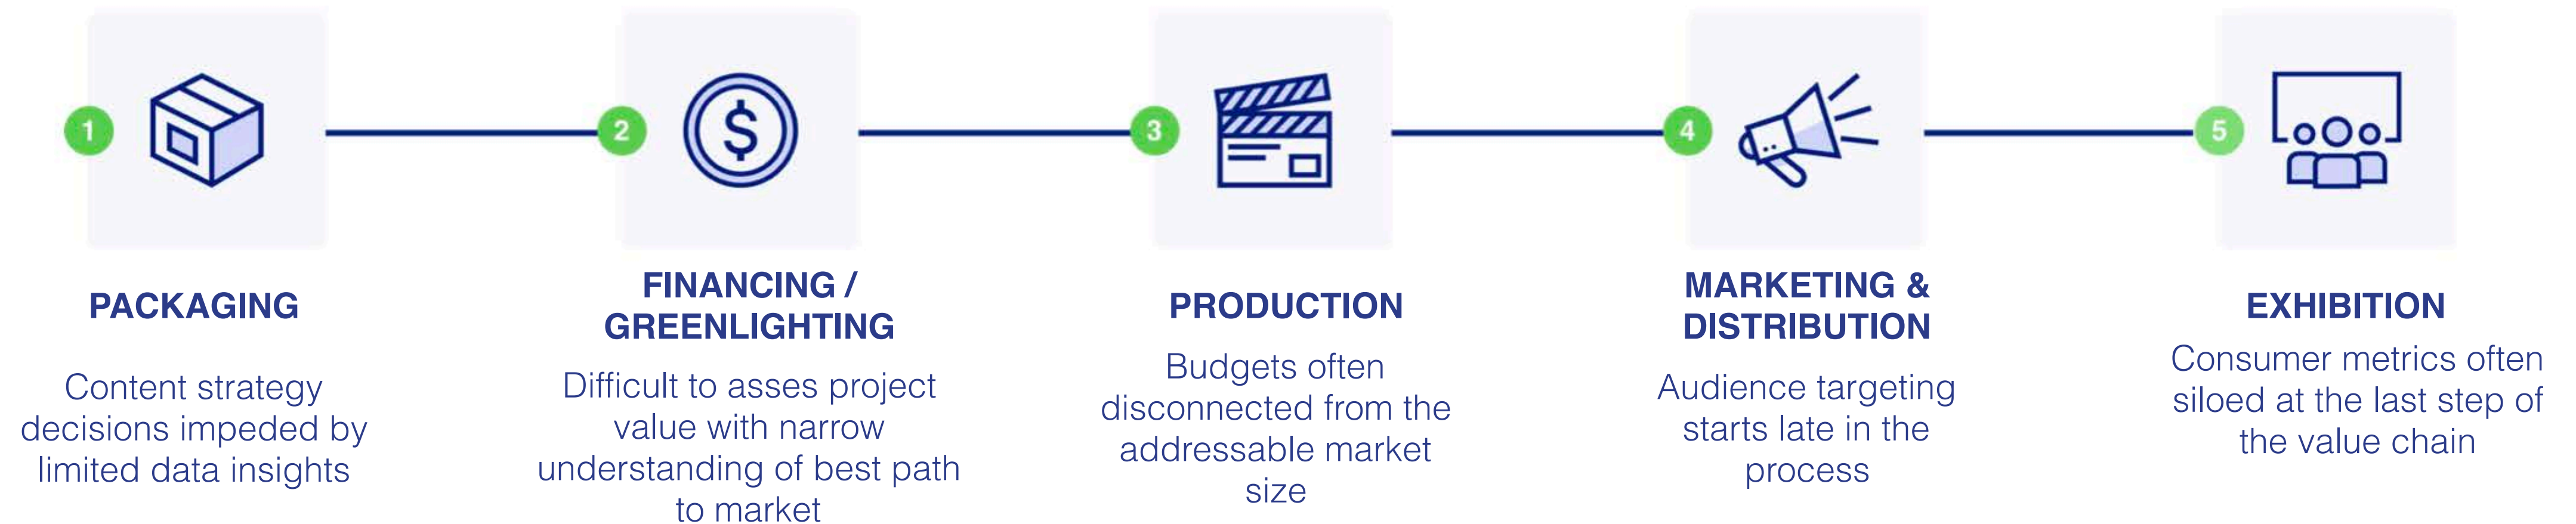 1
PACKAGING
Content strategy
decisions impeded by
limited data insights
2
$
FINANCING /
GREENLIGHTING
Difficult to asses project
value with narrow
understanding of best path
to market
3
PRODUCTION
Budgets often
disconnected from the
addressable market
size
4
MARKETING &
DISTRIBUTION
Audience targeting
starts late in the
process
5
EXHIBITION
Consumer metrics often
siloed at the last step of
the value chain